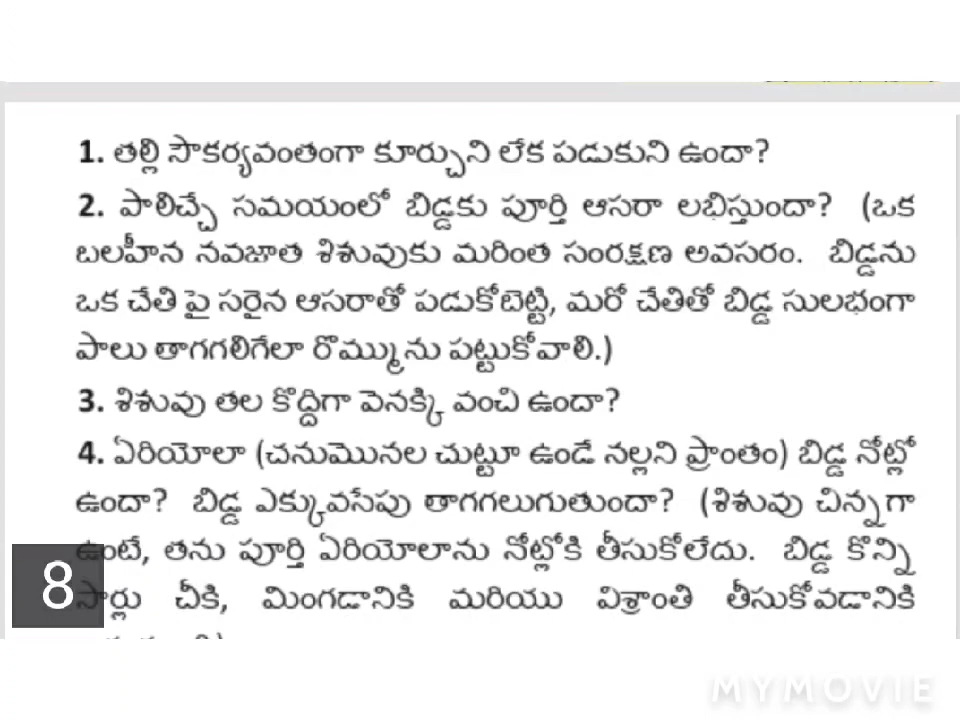 1. తల్లి సౌకర్యవంతంగా కూర్చుని లేక పడుకుని ఉందా?
2. పాలిచ్చే సమయంలో బిడ్డకు పూర్తి ఆసరా లభిస్తుందా? (ఒక
బలహీన నవజాత శిశువుకు మరింత సంరక్షణ అవసరం. బిడ్డను
ఒక చేతి పై సరైన ఆసరాతో పడుకోబెట్టి, మరో చేతితో బిడ్డ సులభంగా
పాలు తాగగలిగేలా రొమ్మును పట్టుకోవాలి.)
3. శిశువు తల కొద్దిగా వెనక్కి వంచి ఉందా?
4. ఏరియోలా (చనుమొనల చుట్టూ ఉండే నల్లని ప్రాంతం) బిడ్డ నోట్లో
ఉందా? బిడ్డ ఎక్కువసేపు తాగగలుగుతుందా? (శిశువు చిన్నగా
ఉంటే, తను పూర్తి ఏరియోలాను నోట్లోకి తీసుకోలేదు. బిడ్డ కొన్ని
సార్లు చీకి, మింగడానికి మరియు విశ్రాంతి తీసుకోవడానికి
8
MYMOVIE